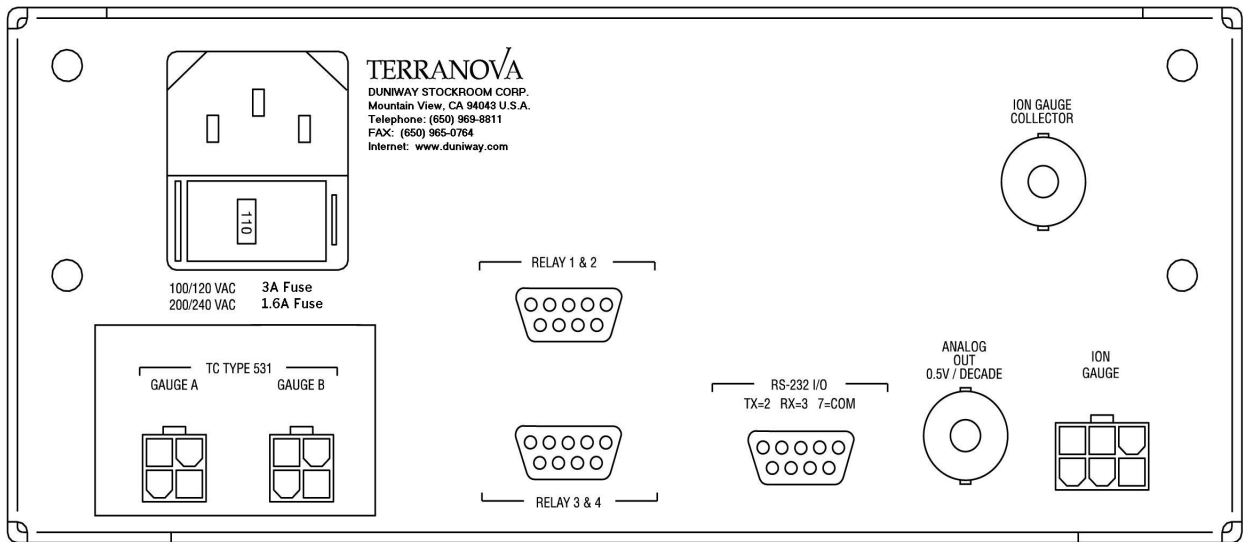 TERRANOVA
DUNIWAY STOCKROOM CORP.
Mountain View, CA 94043 U.S.A.
Telephone: (650) 969-8811
FAX: (650) 965-0764
Internet: www.duniway.com
ION GAUGE
COLLECTOR
110
100/120 VAC 3A Fuse
200/240 VAC 1.6A Fuse
RELAY 1 & 2
TC TYPE 531
GAUGE A GAUGE B
RELAY 3 & 4
RS-232 I/O
TX=2 RX=3 7=COM
ANALOG
OUT
0.5V / DECADE
ION
GAUGE